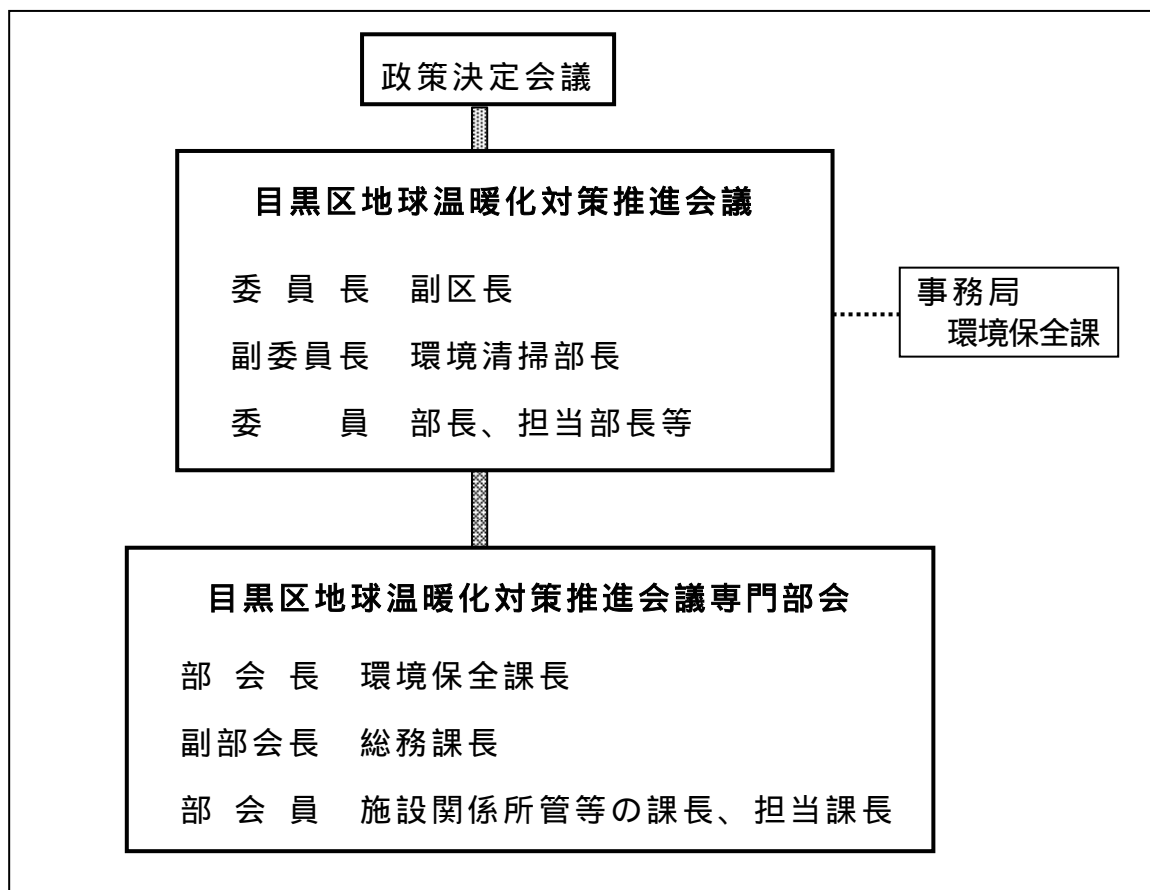 政策決定会議
目黒区地球温暖化対策推進会議
委員長 副区長
副委員長 環境清掃部長
委員 部長、担当部長等
事務局
環境保全課
目黒区地球温暖化対策推進会議専門部会
部会長 環境保全課長
副部会長 総務課長
部会員 施設関係所管等の課長、担当課長